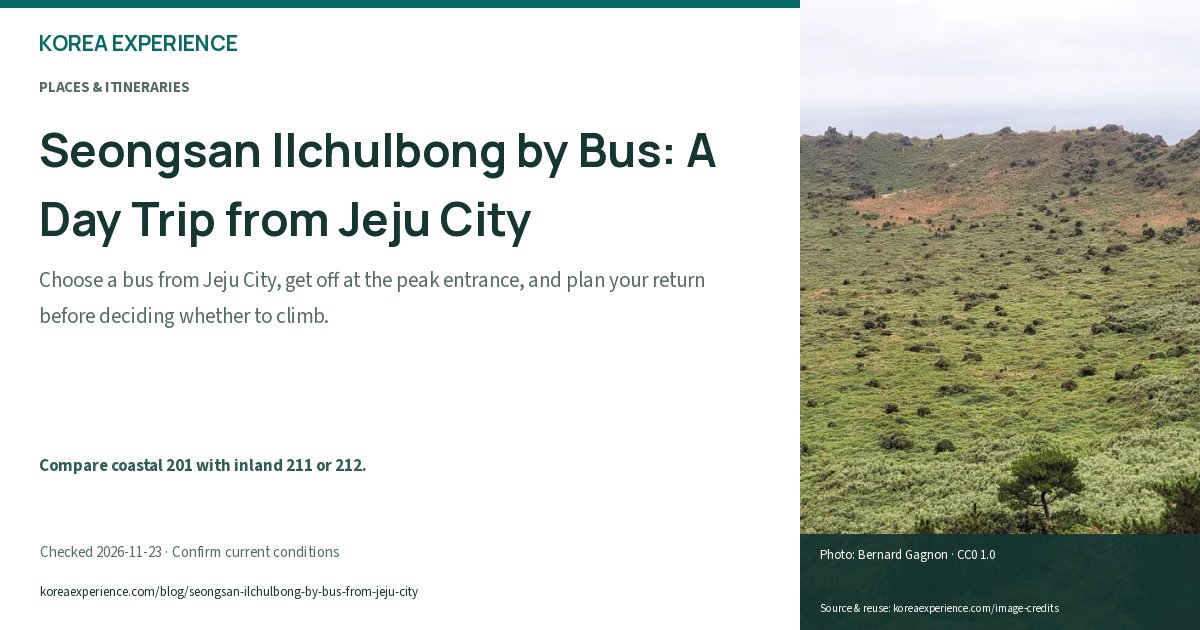 KOREA EXPERIENCE
PLACES & ITINERARIES
Seongsan Ilchulbong by Bus: A
Day Trip from Jeju City
Choose a bus from Jeju City, get off at the peak entrance, and plan your return
before deciding whether to climb.
Compare coastal 201 with inland 211 or 212.
Checked 2026-11-23 · Confirm current conditions
koreaexperience.com/blog/seongsan-ilchulbong-by-bus-from-jeju-city
Photo: Bernard Gagnon · CC0 1.0
Source & reuse: koreaexperience.com/image-credits